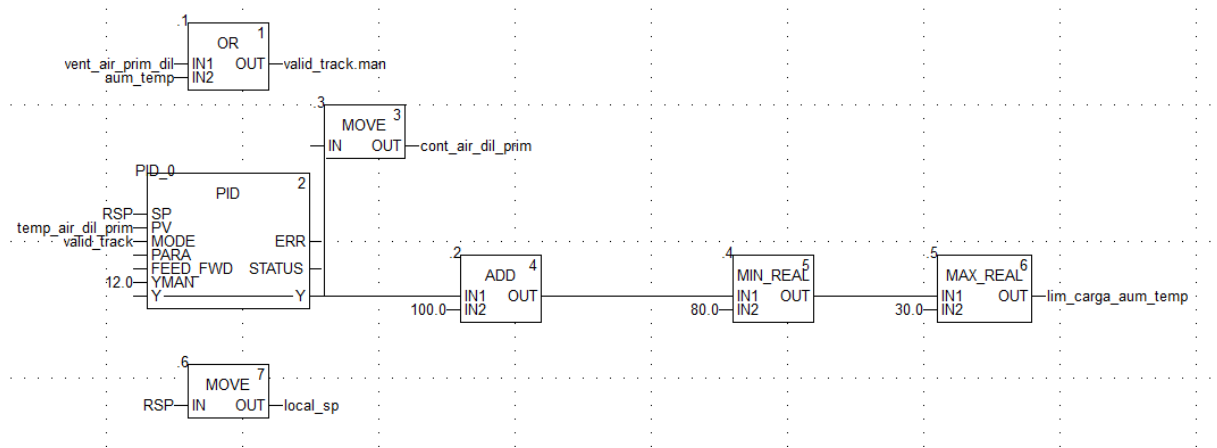 .1 1
OR
vent_air_prim_dil IN1 OUT valid_track.man
aum_temp IN2
.3 3
MOVE
IN OUT cont_air_dil_prim
PID_0 2
PID
RSP SP
temp_air_dil_prim PV
valid_track MODE ERR
PARA
FEED_FWD STATUS
12.0 YMAN
Y Y
.2 4
ADD
IN1 OUT
100.0 IN2
.4 5
MIN_REAL
IN1 OUT
80.0 IN2
.5 6
MAX_REAL
IN1 OUT lim_carga_aum_temp
30.0 IN2
.6 7
MOVE
RSP IN OUT local_sp